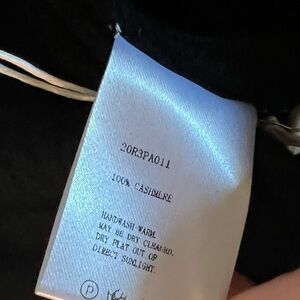 20R3PA011
100% CASHMERE
HANDWASH WARM.
MAY BE DRY CLEANED.
DRY FLAT OUT OF
DIRECT SUNLIGHT.
P